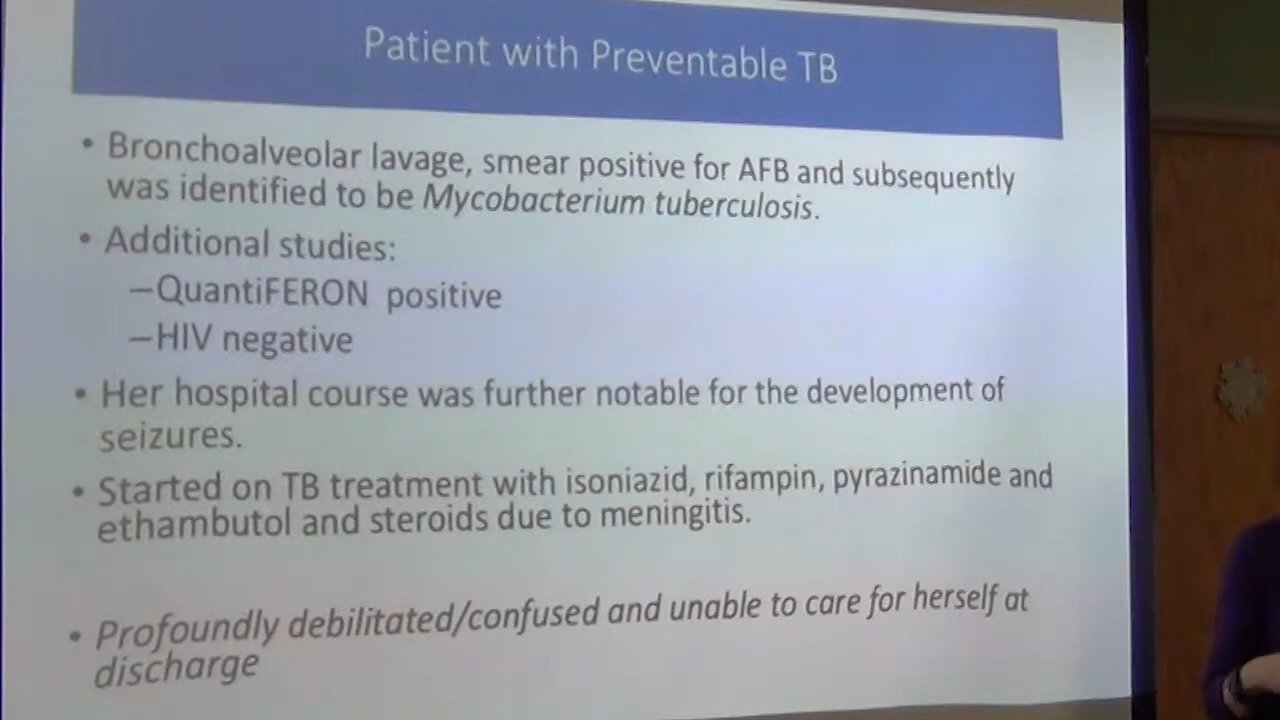 Patient with Preventable TB
• Bronchoalveolar lavage, smear positive for AFB and subsequently
was identified to be Mycobacterium tuberculosis.
• Additional studies:
–QuantiFERON positive
–HIV negative
• Her hospital course was further notable for the development of
seizures.
• Started on TB treatment with isoniazid, rifampin, pyrazinamide and
ethambutol and steroids due to meningitis.
• Profoundly debilitated/confused and unable to care for herself at
discharge